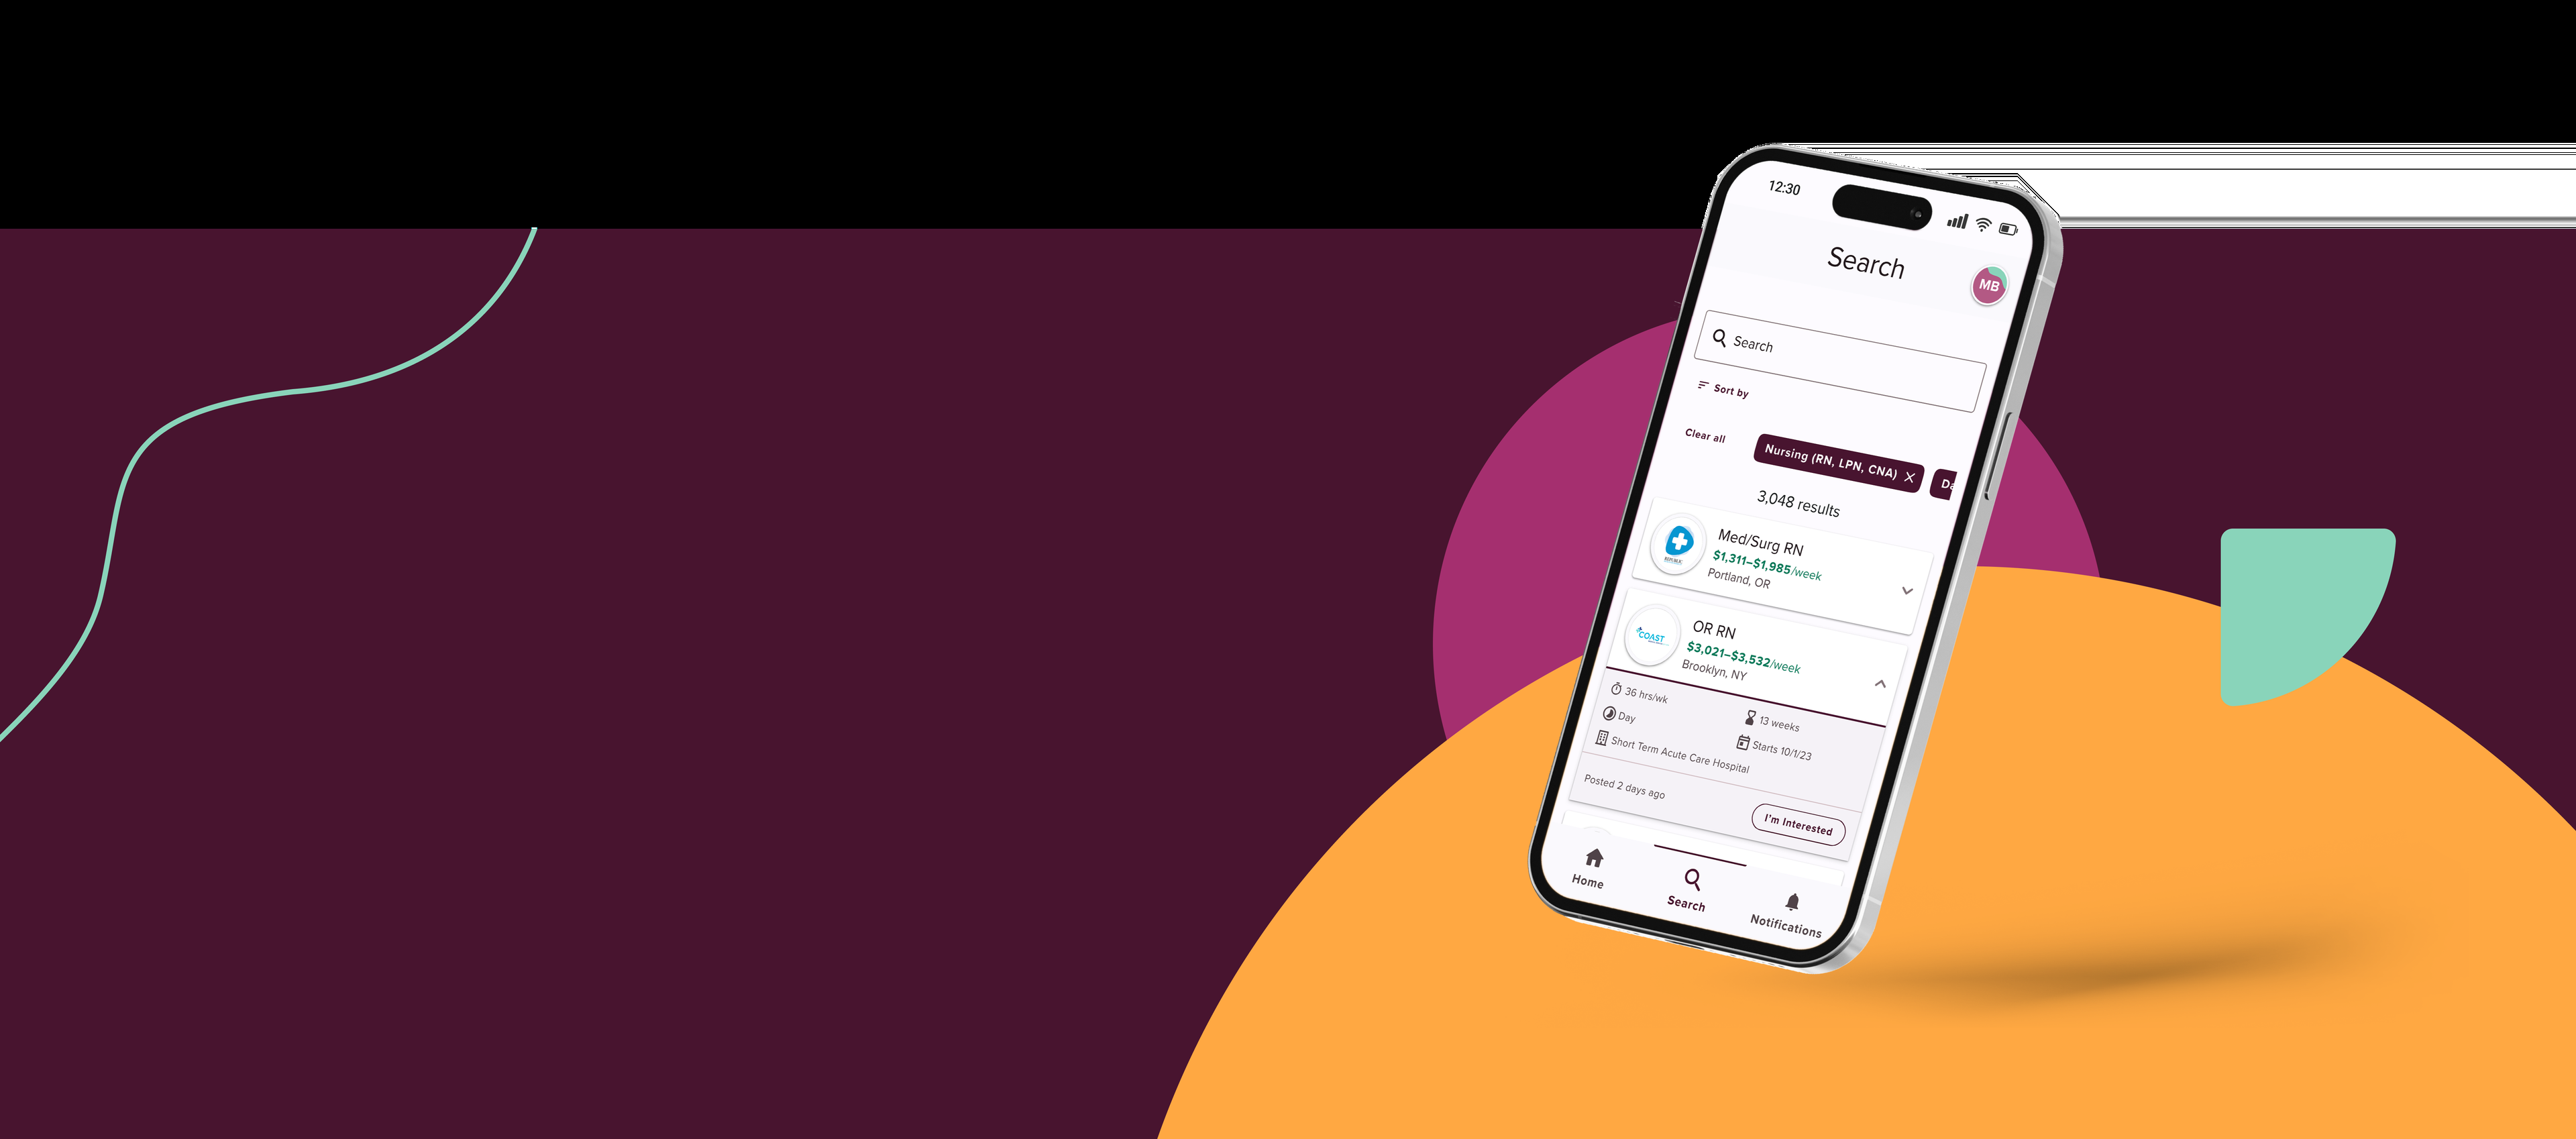 12:30
Search
MB
Search
Sort by
Clear all
Nursing (RN, LPN, CNA)
3,048 results
Med/Surg RN
$1,311–$1,985/week
Portland, OR
REPUBLIC
OR RN
$3,021–$3,532/week
Brooklyn, NY
COAST
36 hrs/wk
13 weeks
Day
Starts 10/1/23
Short Term Acute Care Hospital
Posted 2 days ago
I'm Interested
Home
Search
Notifications